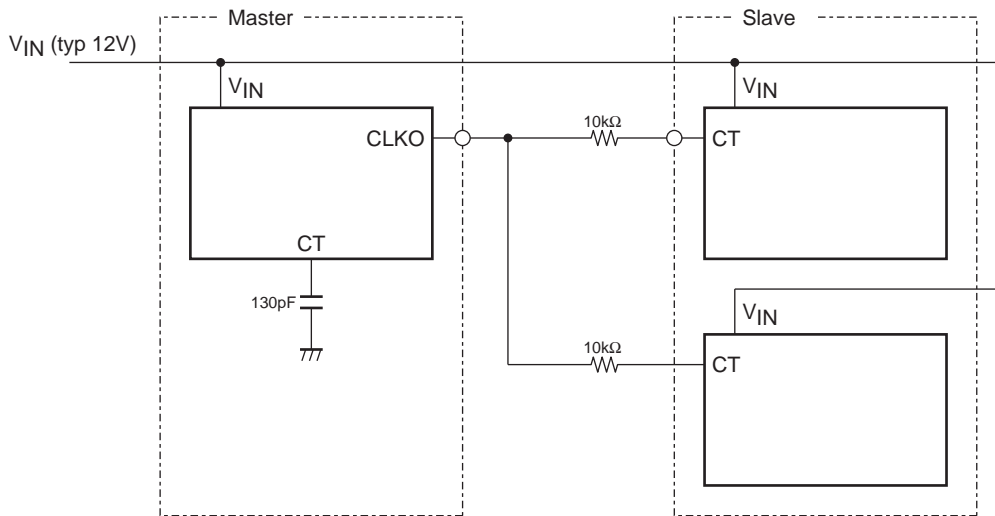 Master
Slave
VIN (typ 12V)
VIN
VIN
10kΩ
CLKO
CT
CT
130pF
VIN
10kΩ
CT